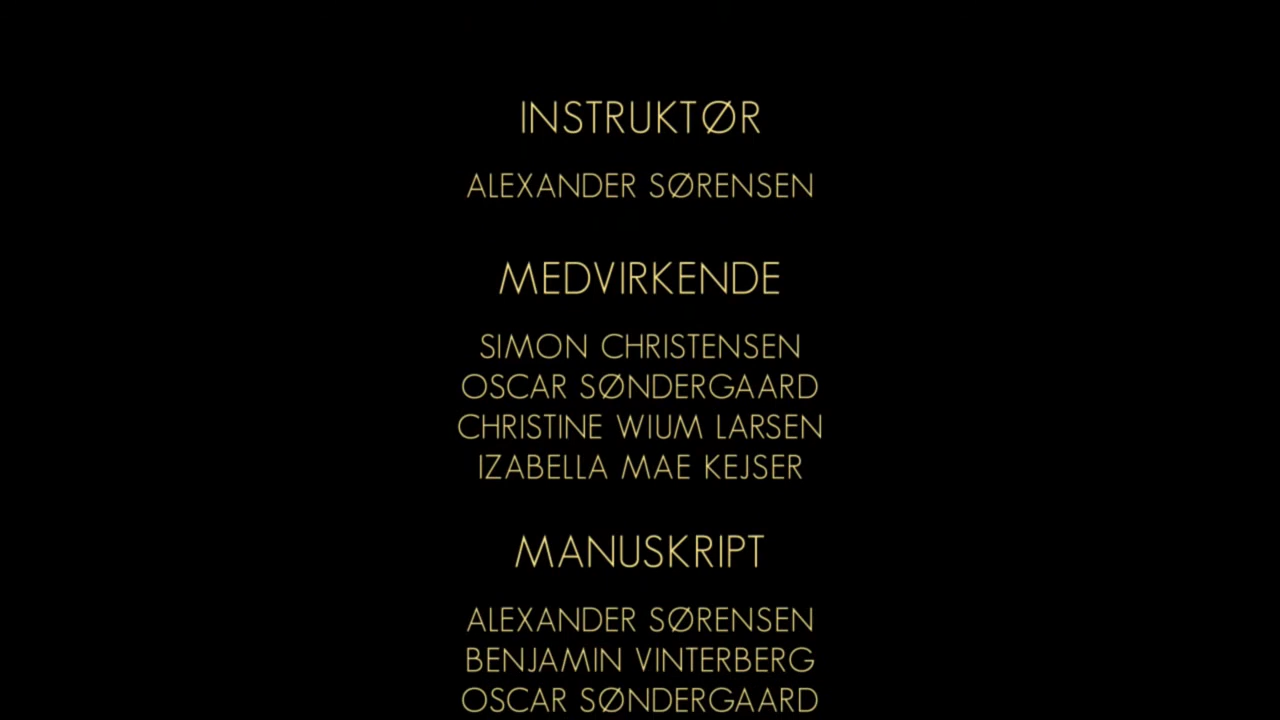 INSTRUKTØR
ALEXANDER SØRENSEN
MEDVIRKENDE
SIMON CHRISTENSEN
OSCAR SØNDERGAARD
CHRISTINE WIUM LARSEN
IZABELLA MAE KEJSER
MANUSKRIPT
ALEXANDER SØRENSEN
BENJAMIN VINTERBERG
OSCAR SØNDERGAARD